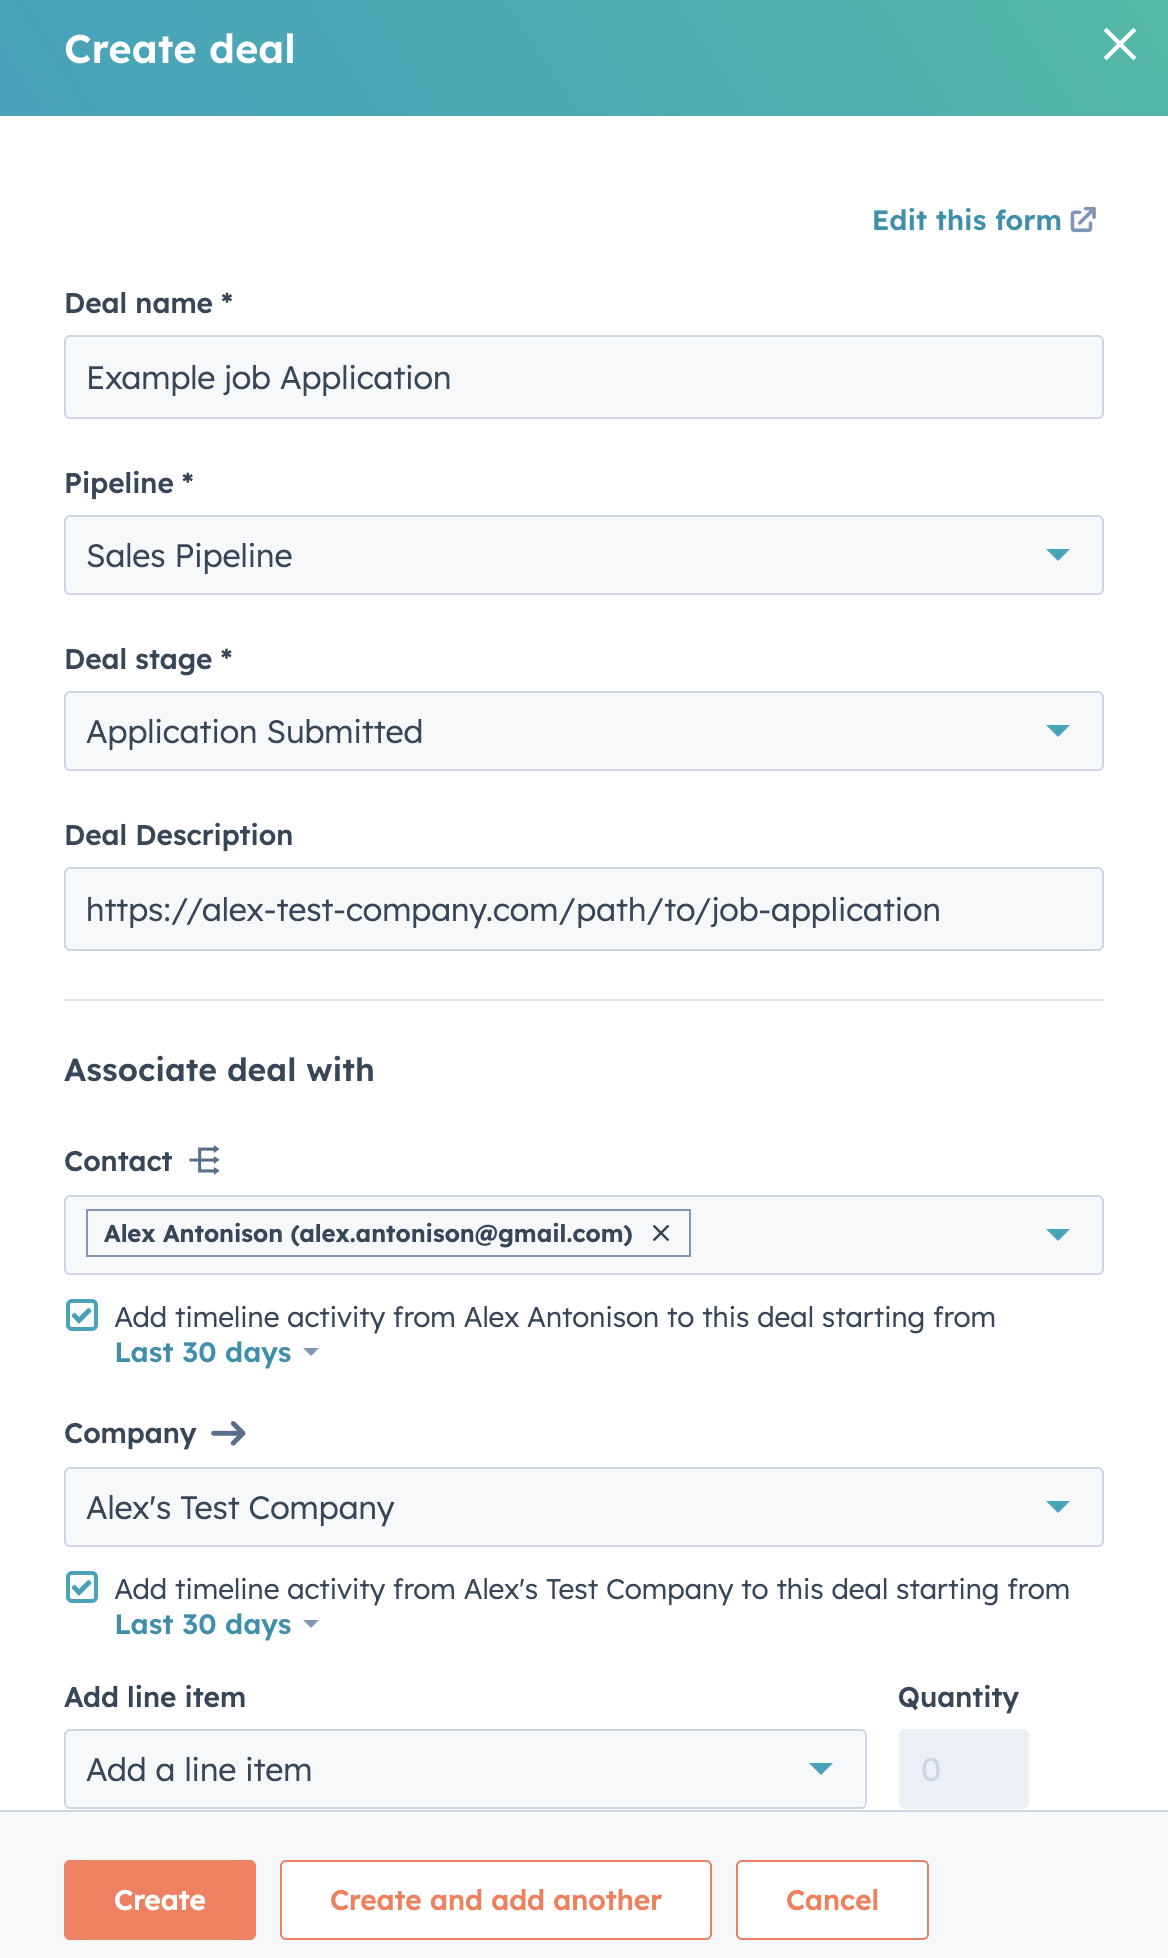 Create deal
Edit this form
Deal name *
Example job Application
Pipeline *
Sales Pipeline
Deal stage *
Application Submitted
Deal Description
https://alex-test-company.com/path/to/job-application
Associate deal with
Contact
Alex Antonison (alex.antonison@gmail.com)
Add timeline activity from Alex Antonison to this deal starting from
Last 30 days
Company
Alex's Test Company
Add timeline activity from Alex's Test Company to this deal starting from
Last 30 days
Add line item Quantity
Add a line item 0
Create Create and add another Cancel